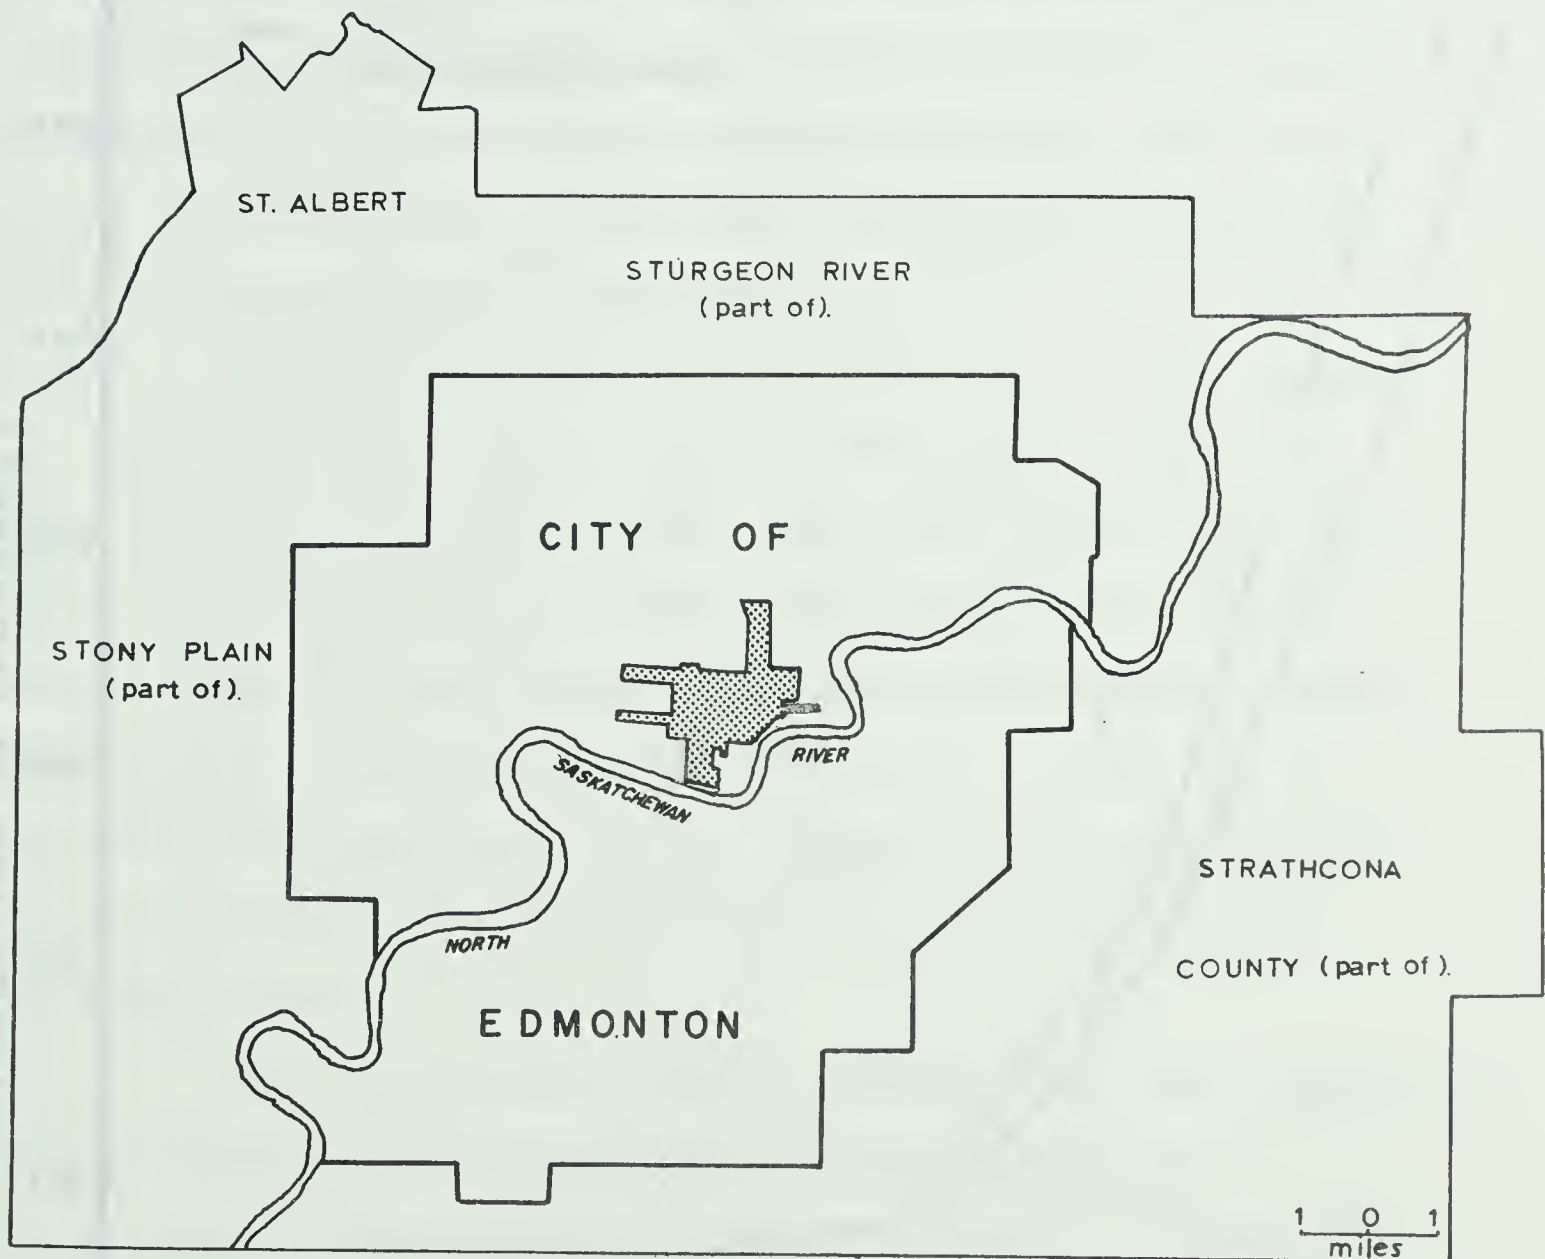 ST. ALBERT
STURGEON RIVER
(part of).
CITY OF
STONY PLAIN
(part of).
RIVER
SASKATCHEWAN
STRATHCONA
NORTH
COUNTY (part of).
EDMONTON
1 0 1
miles